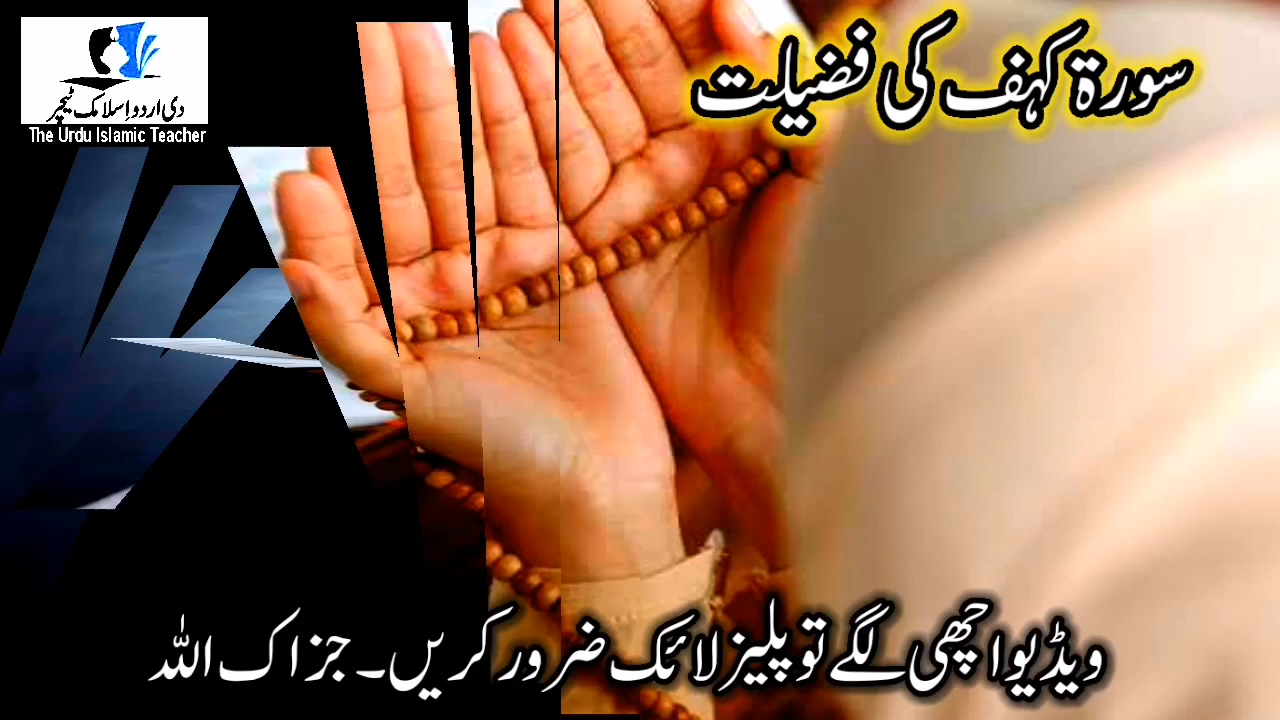 دی اردو اسلامک ٹیچر
The Urdu Islamic Teacher
سورۃ کہف کی فضیلت
ویڈیو اچھی لگے تو پلیز لائک ضرور کریں۔ جزاک اللہ